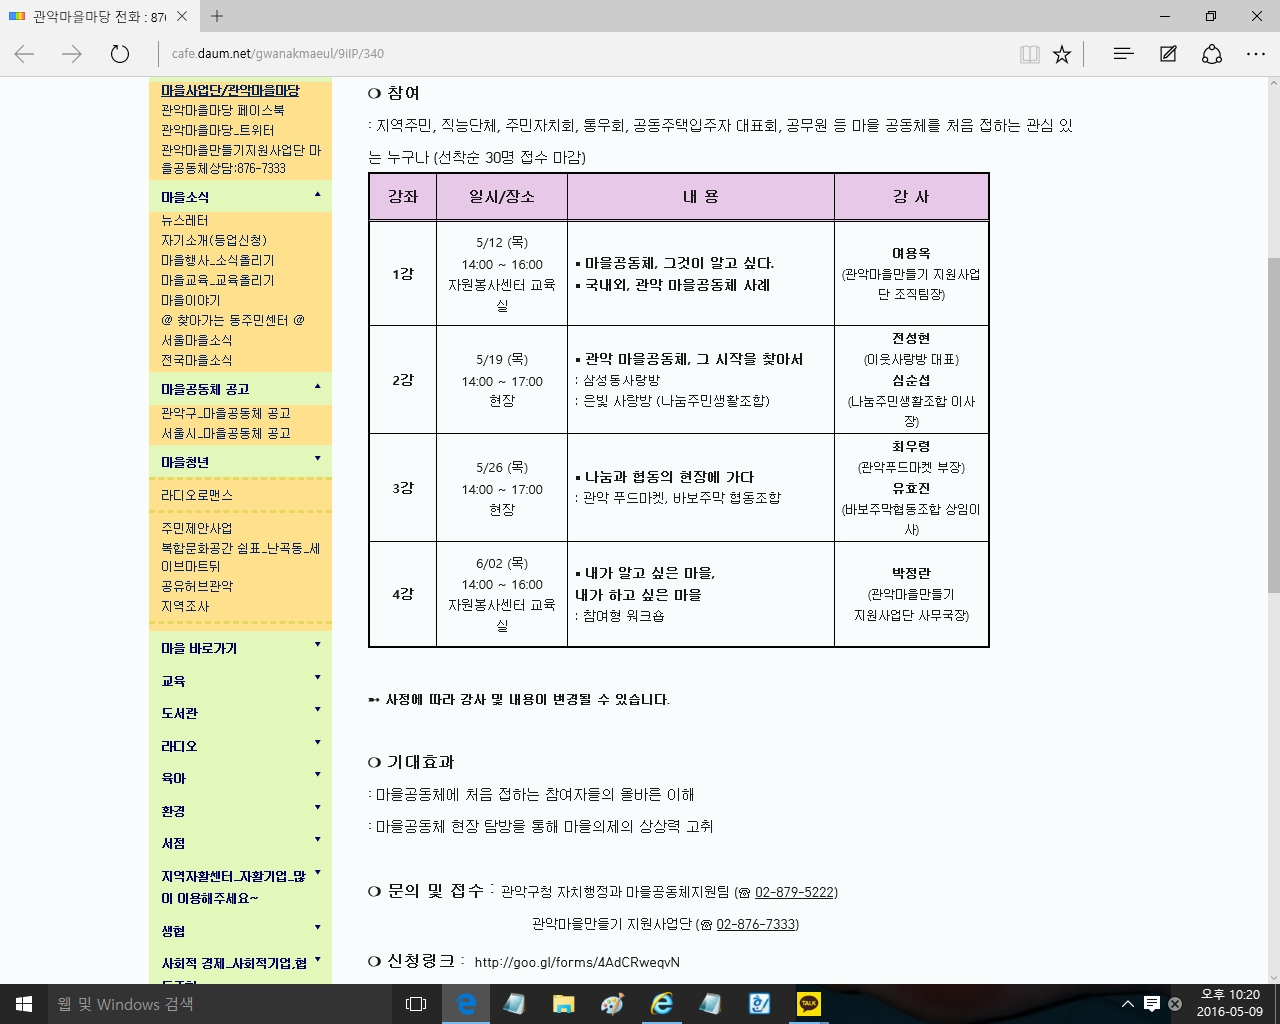 관악마을마당 전화 : 876
cafe.daum.net/gwanakmaeul/9iIP/340
마을사업단/관악마을마당
관악마을마당 페이스북
관악마을마당_트위터
관악마을만들기지원사업단 마
을공동체상담:876-7333
마을소식
뉴스레터
자기소개(등업신청)
마을행사_소식올리기
마을교육_교육올리기
마을이야기
@ 찾아가는 동주민센터 @
서울마을소식
전국마을소식
마을공동체 공고
관악구_마을공동체 공고
서울시_마을공동체 공고
마을청년
라디오로맨스
주민제안사업
복합문화공간 쉼표_난곡동_세
이브마트뒤
공유허브관악
지역조사
마을 바로가기
교육
도서관
라디오
육아
환경
서점
지역자활센터_자활기업_많
이 이용해주세요~
생협
사회적 경제_사회적기업,협
❍ 참여
: 지역주민, 직능단체, 주민자치회, 통우회, 공동주택입주자 대표회, 공무원 등 마을 공동체를 처음 접하는 관심 있
는 누구나 (선착순 30명 접수 마감)
강좌 일시/장소 내 용 강 사
1강
5/12 (목)
14:00 ~ 16:00
자원봉사센터 교육
실
▪ 마을공동체, 그것이 알고 싶다.
▪ 국내외, 관악 마을공동체 사례
여용옥
(관악마을만들기 지원사업
단 조직팀장)
2강
5/19 (목)
14:00 ~ 17:00
현장
▪ 관악 마을공동체, 그 시작을 찾아서
: 삼성동사랑방
: 은빛 사랑방 (나눔주민생활조합)
전성현
(이웃사랑방 대표)
심순섭
(나눔주민생활조합 이사
장)
3강
5/26 (목)
14:00 ~ 17:00
현장
▪ 나눔과 협동의 현장에 가다
: 관악 푸드마켓, 바보주막 협동조합
최우령
(관악푸드마켓 부장)
유효진
(바보주막협동조합 상임이
사)
4강
6/02 (목)
14:00 ~ 16:00
자원봉사센터 교육
실
▪ 내가 알고 싶은 마을,
내가 하고 싶은 마을
: 참여형 워크숍
박정란
(관악마을만들기
지원사업단 사무국장)
➸ 사정에 따라 강사 및 내용이 변경될 수 있습니다.
❍ 기대효과
: 마을공동체에 처음 접하는 참여자들의 올바른 이해
: 마을공동체 현장 탐방을 통해 마을의제의 상상력 고취
❍ 문의 및 접수 : 관악구청 자치행정과 마을공동체지원팀 (☎ 02-879-5222)
관악마을만들기 지원사업단 (☎ 02-876-7333)
❍ 신청링크 : http://goo.gl/forms/4AdCRweqvN
웹 및 Windows 검색
TALK
오후 10:20
2016-05-09